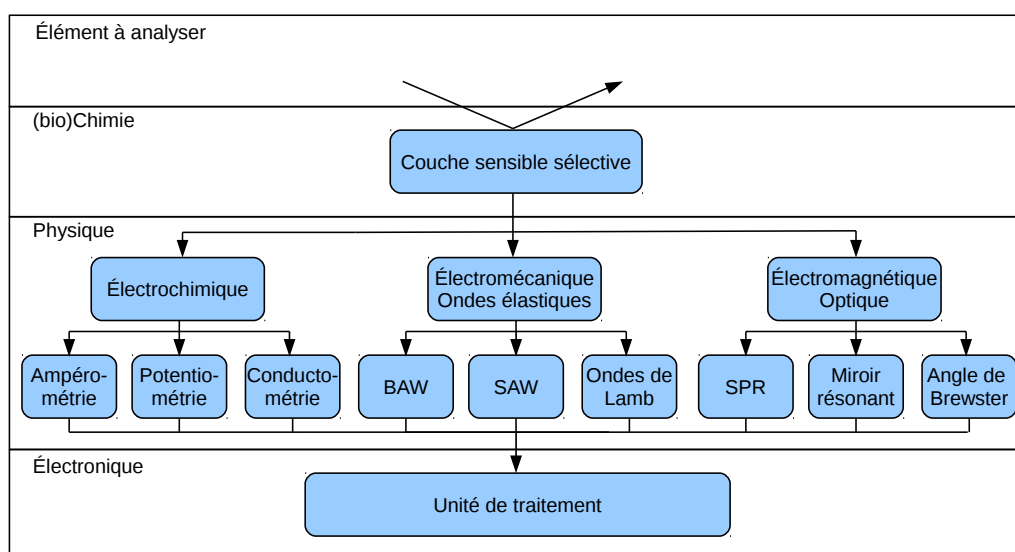 Élément à analyser
(bio)Chimie
Couche sensible sélective
Physique
Électrochimique
Électromécanique
Ondes élastiques
Électromagnétique
Optique
Ampéro-
métrie
Potentio-
métrie
Conducto-
métrie
BAW
SAW
Ondes de
Lamb
SPR
Miroir
résonant
Angle de
Brewster
Électronique
Unité de traitement